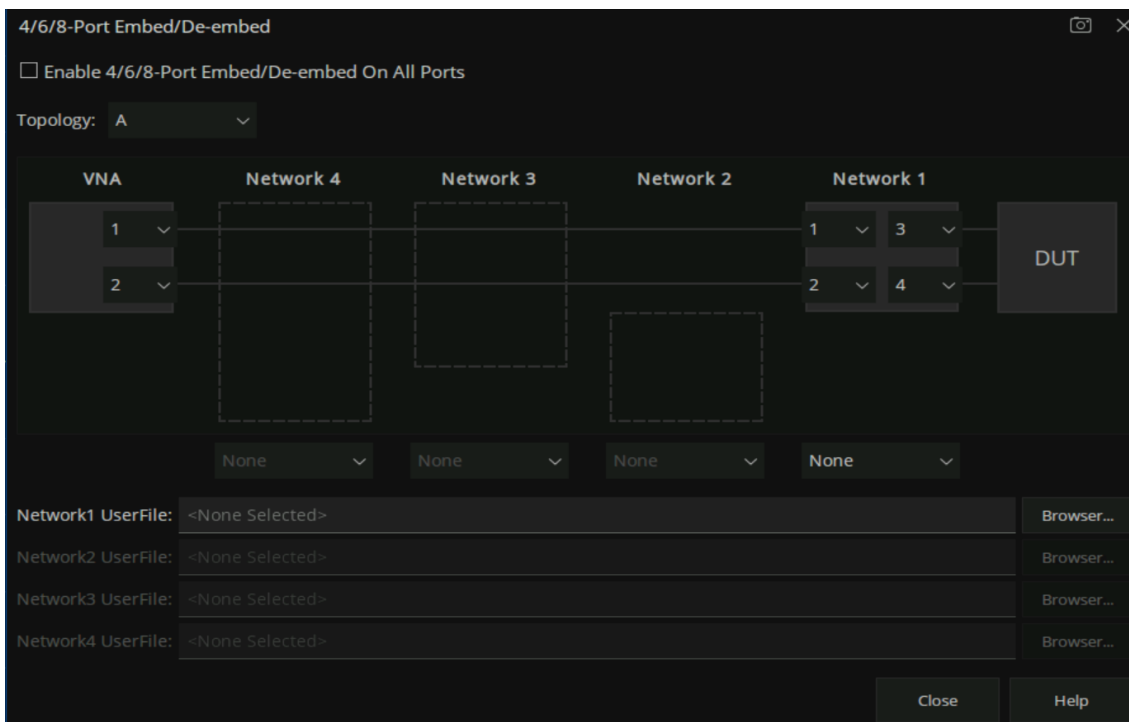 4/6/8-Port Embed/De-embed
Enable 4/6/8-Port Embed/De-embed On All Ports
Topology: A
VNA Network 4 Network 3 Network 2 Network 1
1 1 3
DUT
2 2 4
None None None None
Network1 UserFile: <None Selected> Browser...
Network2 UserFile: <None Selected> Browser...
Network3 UserFile: <None Selected> Browser...
Network4 UserFile: <None Selected> Browser...
Close Help